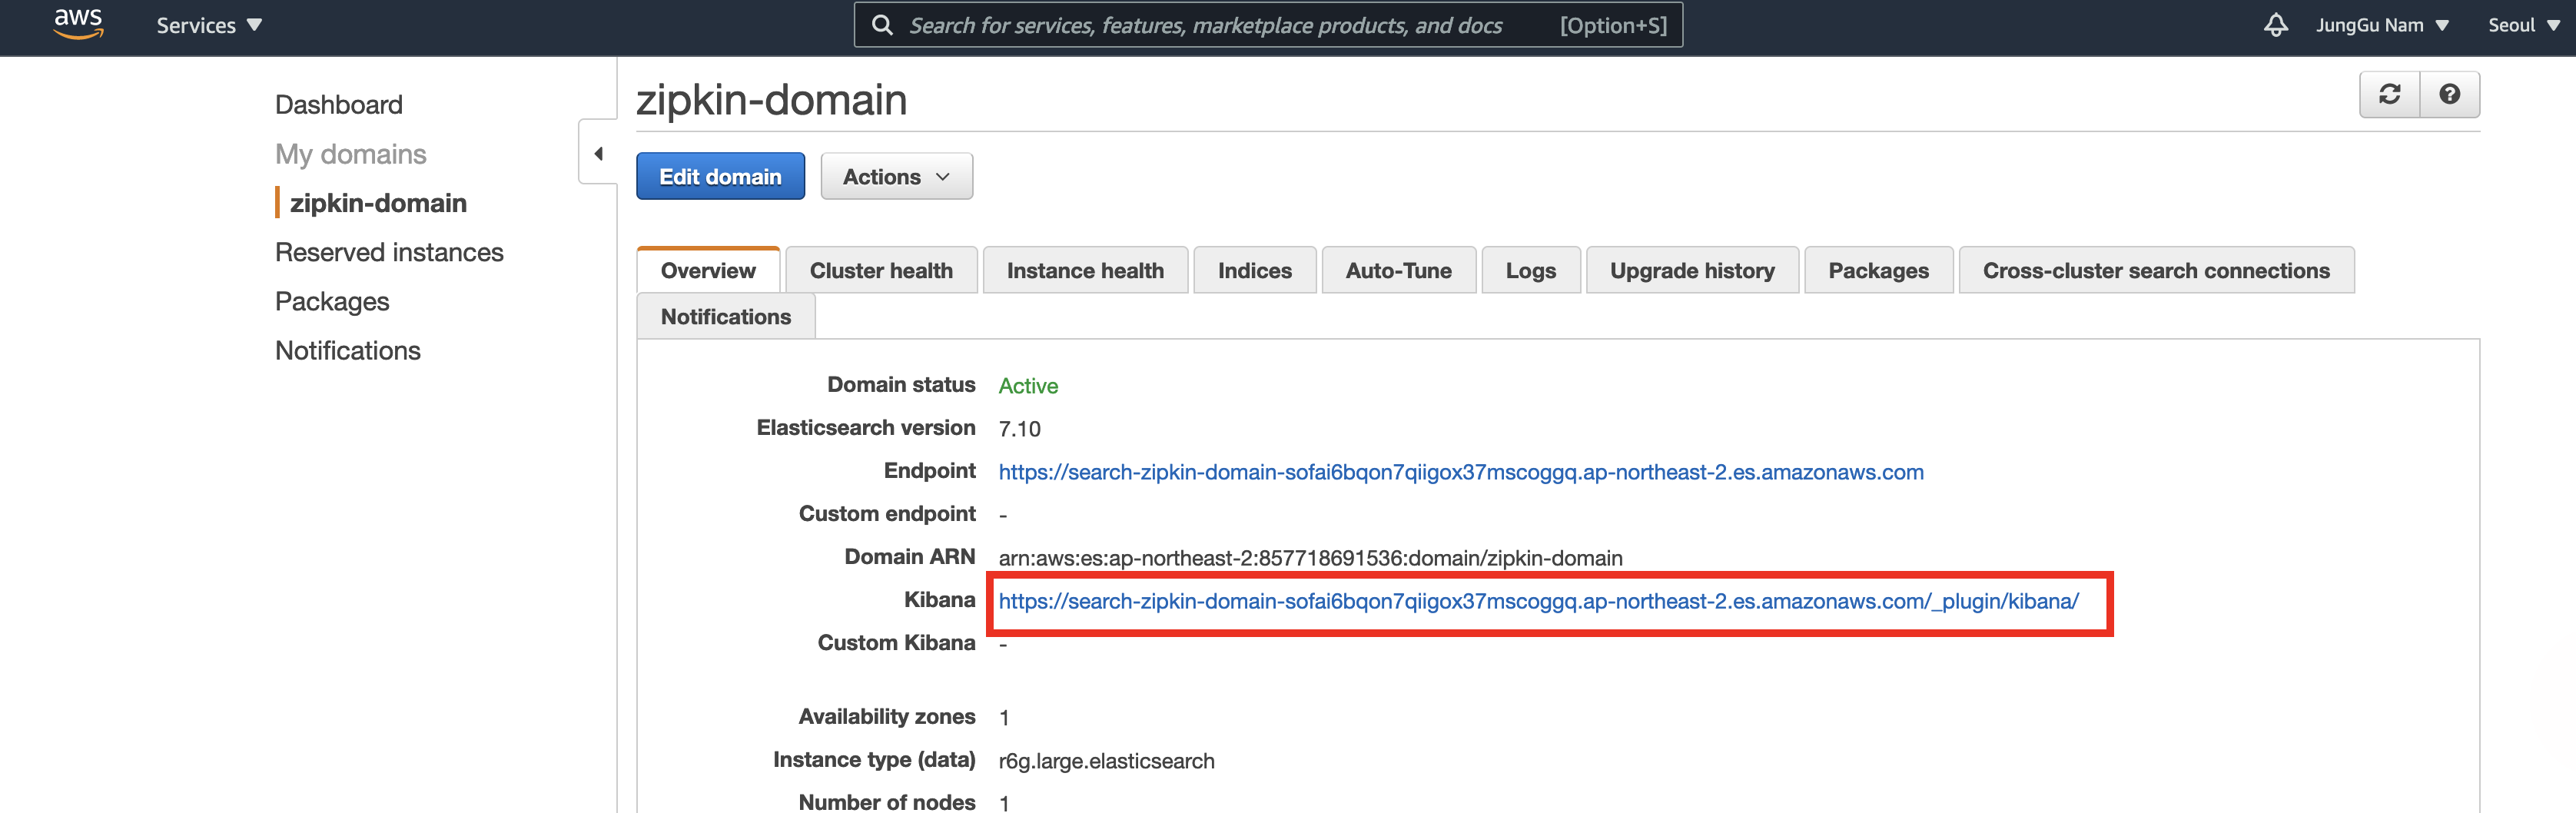 aws
Services
Search for services, features, marketplace products, and docs [Option+S]
JungGu Nam
Seoul
Dashboard
My domains
zipkin-domain
Reserved instances
Packages
Notifications
zipkin-domain
Edit domain
Actions
Overview
Cluster health
Instance health
Indices
Auto-Tune
Logs
Upgrade history
Packages
Cross-cluster search connections
Notifications
Domain status Active
Elasticsearch version 7.10
Endpoint https://search-zipkin-domain-sofai6bqon7qiigox37mscoggq.ap-northeast-2.es.amazonaws.com
Custom endpoint -
Domain ARN arn:aws:es:ap-northeast-2:857718691536:domain/zipkin-domain
Kibana https://search-zipkin-domain-sofai6bqon7qiigox37mscoggq.ap-northeast-2.es.amazonaws.com/_plugin/kibana/
Custom Kibana -
Availability zones 1
Instance type (data) r6g.large.elasticsearch
Number of nodes 1